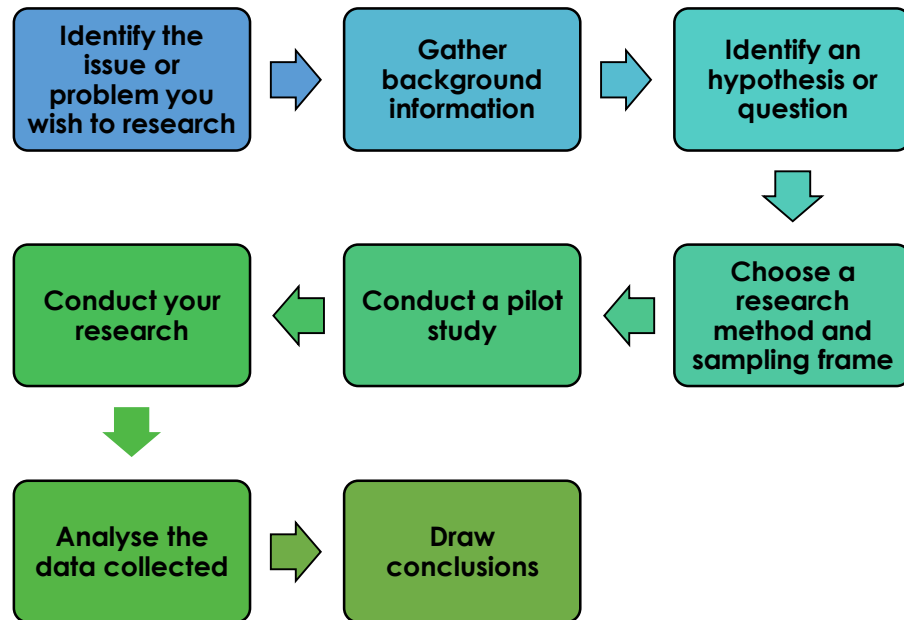 Identify the
issue or
problem you
wish to research
Gather
background
information
Identify an
hypothesis or
question
Choose a
research
method and
sampling frame
Conduct a pilot
study
Conduct your
research
Analyse the
data collected
Draw
conclusions